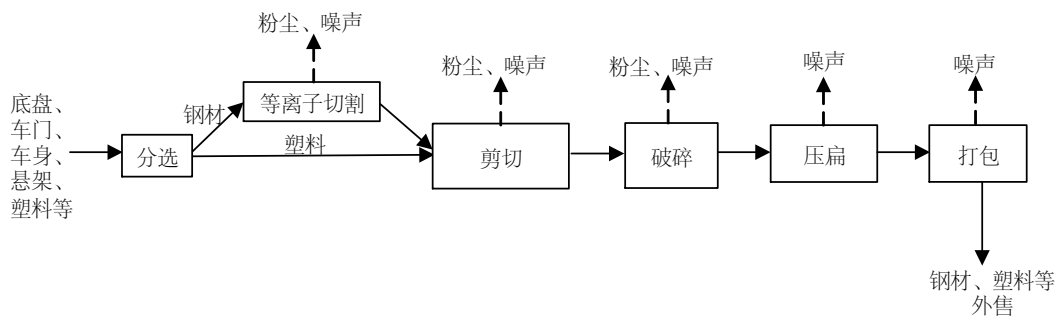 粉尘、噪声
粉尘、噪声
粉尘、噪声
噪声
噪声
底盘、
车门、
车身、
悬架、
塑料等
分选
钢材
等离子切割
塑料
剪切
破碎
压扁
打包
钢材、塑料等
外售